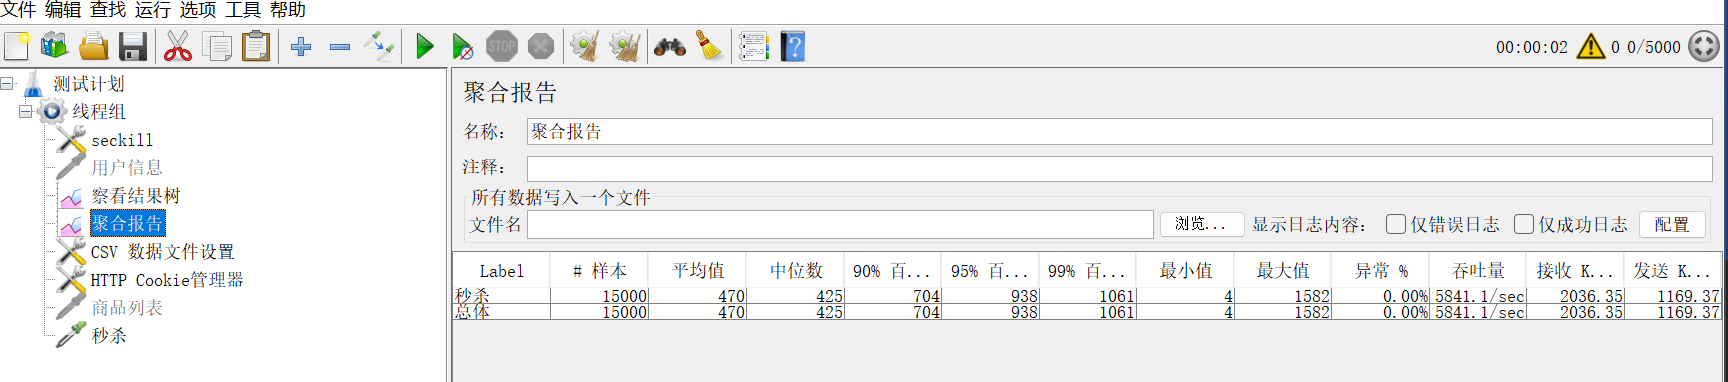 文件 编辑 查找 运行 选项 工具 帮助
STOP
?
00:00:02
!
0 0/5000
测试计划
线程组
seckill
用户信息
察看结果树
聚合报告
CSV 数据文件设置
HTTP Cookie管理器
商品列表
秒杀
聚合报告
名称： 聚合报告
注释：
所有数据写入一个文件
文件名 浏览... 显示日志内容： 仅错误日志 仅成功日志 配置
Label # 样本 平均值 中位数 90% 百... 95% 百... 99% 百... 最小值 最大值 异常 % 吞吐量 接收 K... 发送 K...
秒杀 15000 470 425 704 938 1061 4 1582 0.00% 5841.1/sec 2036.35 1169.37
总体 15000 470 425 704 938 1061 4 1582 0.00% 5841.1/sec 2036.35 1169.37